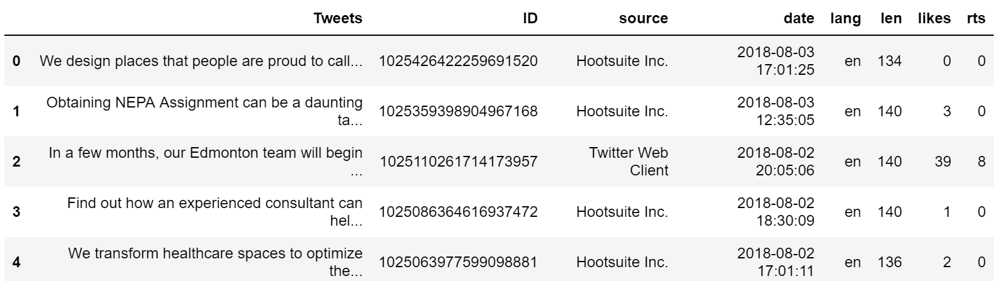 Tweets ID source date lang len likes rts
0 We design places that people are proud to call... 1025426422259691520 Hootsuite Inc. 2018-08-03 17:01:25 en 134 0 0
1 Obtaining NEPA Assignment can be a daunting ta... 1025359398904967168 Hootsuite Inc. 2018-08-03 12:35:05 en 140 3 0
2 In a few months, our Edmonton team will begin ... 1025110261714173957 Twitter Web Client 2018-08-02 20:05:06 en 140 39 8
3 Find out how an experienced consultant can hel... 1025086364616937472 Hootsuite Inc. 2018-08-02 18:30:09 en 140 1 0
4 We transform healthcare spaces to optimize the... 1025063977599098881 Hootsuite Inc. 2018-08-02 17:01:11 en 136 2 0